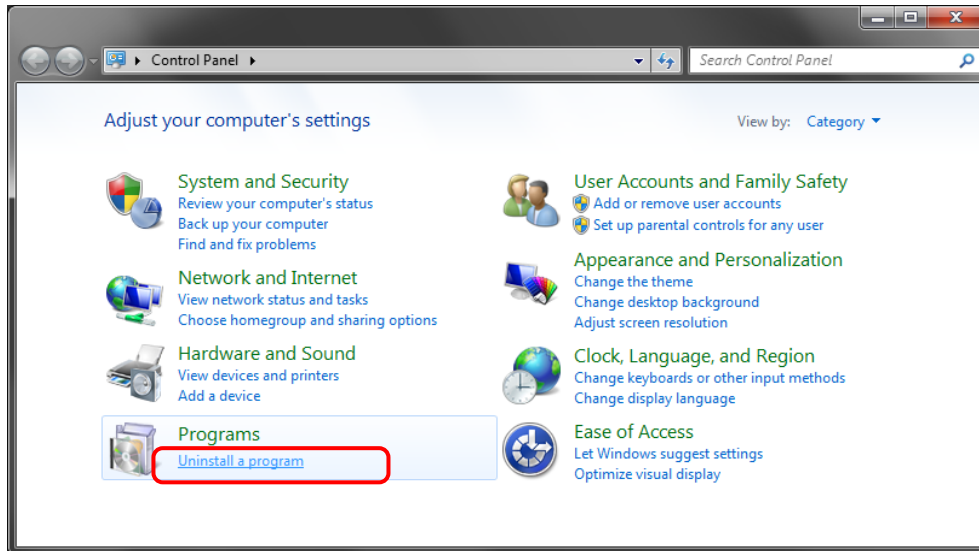 Control Panel
Search Control Panel
Adjust your computer's settings
View by: Category
System and Security
Review your computer's status
Back up your computer
Find and fix problems
Network and Internet
View network status and tasks
Choose homegroup and sharing options
Hardware and Sound
View devices and printers
Add a device
Programs
Uninstall a program
User Accounts and Family Safety
Add or remove user accounts
Set up parental controls for any user
Appearance and Personalization
Change the theme
Change desktop background
Adjust screen resolution
Clock, Language, and Region
Change keyboards or other input methods
Change display language
Ease of Access
Let Windows suggest settings
Optimize visual display